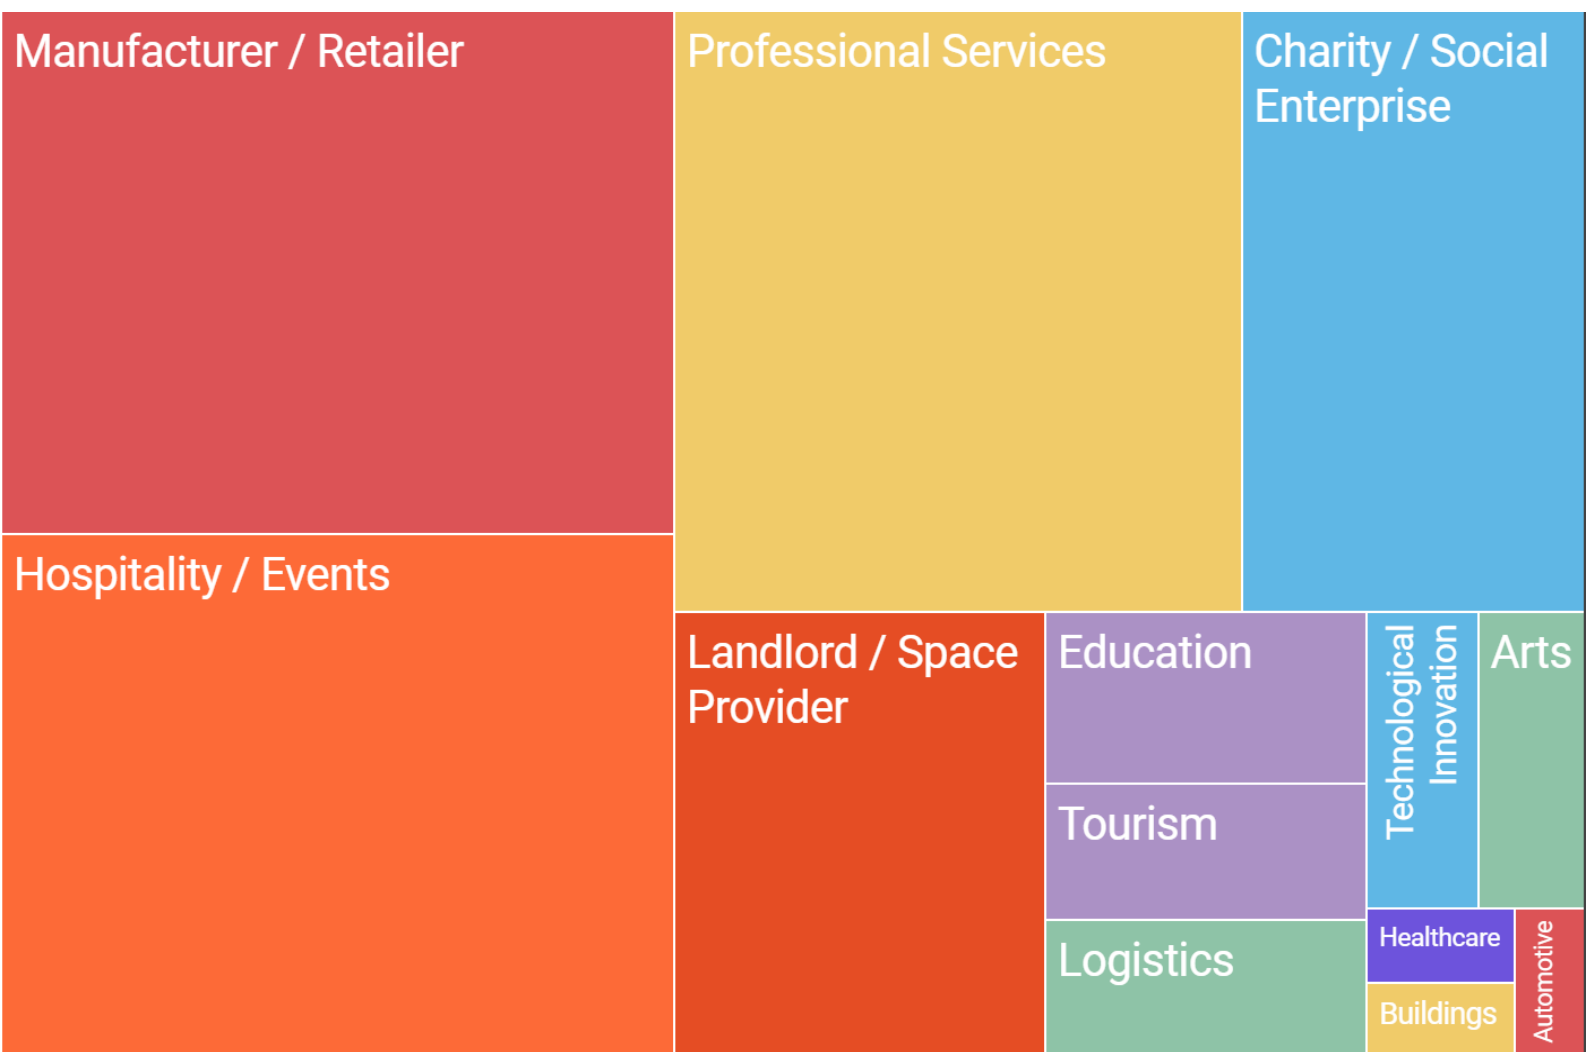 Manufacturer / Retailer
Professional Services
Charity / Social
Enterprise
Hospitality / Events
Landlord / Space
Provider
Education
Tourism
Logistics
Technological
Innovation
Arts
Healthcare
Buildings
Automotive